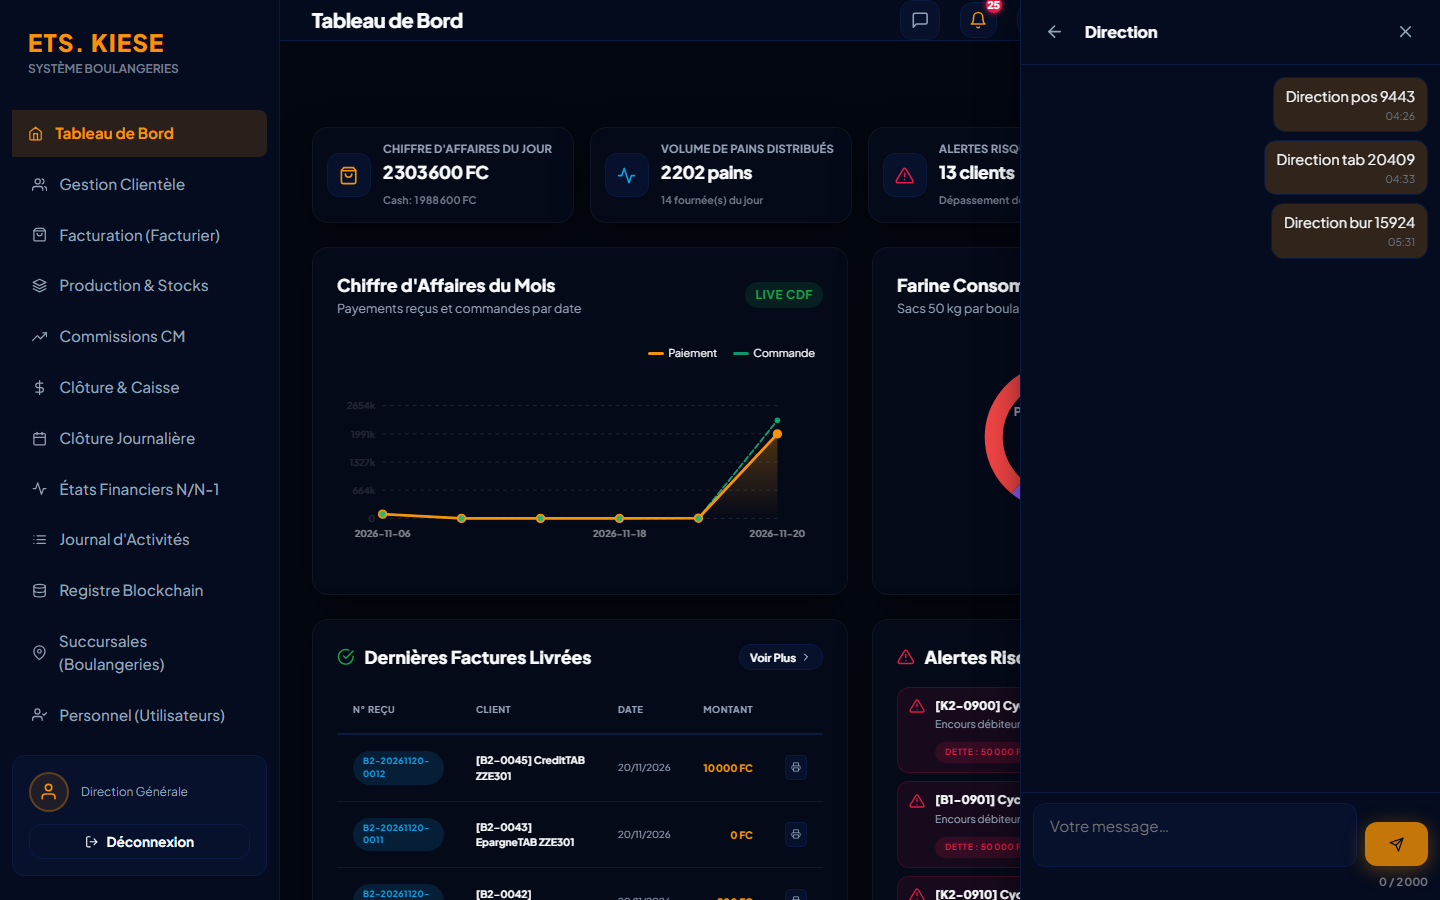 ETS. KIESE
SYSTÈME BOULANGERIES
Tableau de Bord
Gestion Clientèle
Facturation (Facturier)
Production & Stocks
Commissions CM
Clôture & Caisse
Clôture Journalière
États Financiers N/N-1
Journal d'Activités
Registre Blockchain
Succursales
(Boulangeries)
Personnel (Utilisateurs)
Direction Générale
Déconnexion
Tableau de Bord
25
CHIFFRE D'AFFAIRES DU JOUR
2303600 FC
Cash: 1988600 FC
VOLUME DE PAINS DISTRIBUÉS
2202 pains
14 fournée(s) du jour
ALERTES RISQ
13 clients
Dépassement d
Chiffre d'Affaires du Mois
Payements reçus et commandes par date
LIVE CDF
Paiement
Commande
2654k
1991k
1327k
664k
0
2026-11-06
2026-11-18
2026-11-20
Farine Conso
Sacs 50 kg par boula
P
Dernières Factures Livrées
Voir Plus
N° REÇU CLIENT DATE MONTANT
B2-20261120-
0012
[B2-0045] CreditTAB
ZZE301
20/11/2026
10000 FC
B2-20261120-
0011
[B2-0043]
EpargneTAB ZZE301
20/11/2026
0 FC
B2-20261120-
[B2-0042]
Alertes Ris
[K2-0900] Cy
Encours débiteur
DETTE : 50000 F
[B1-0901] Cyc
Encours débiteur
DETTE : 50000 F
[K2-0910] Cy
Direction
Direction pos 9443
04:26
Direction tab 20409
04:33
Direction bur 15924
05:31
Votre message...
0 / 2000